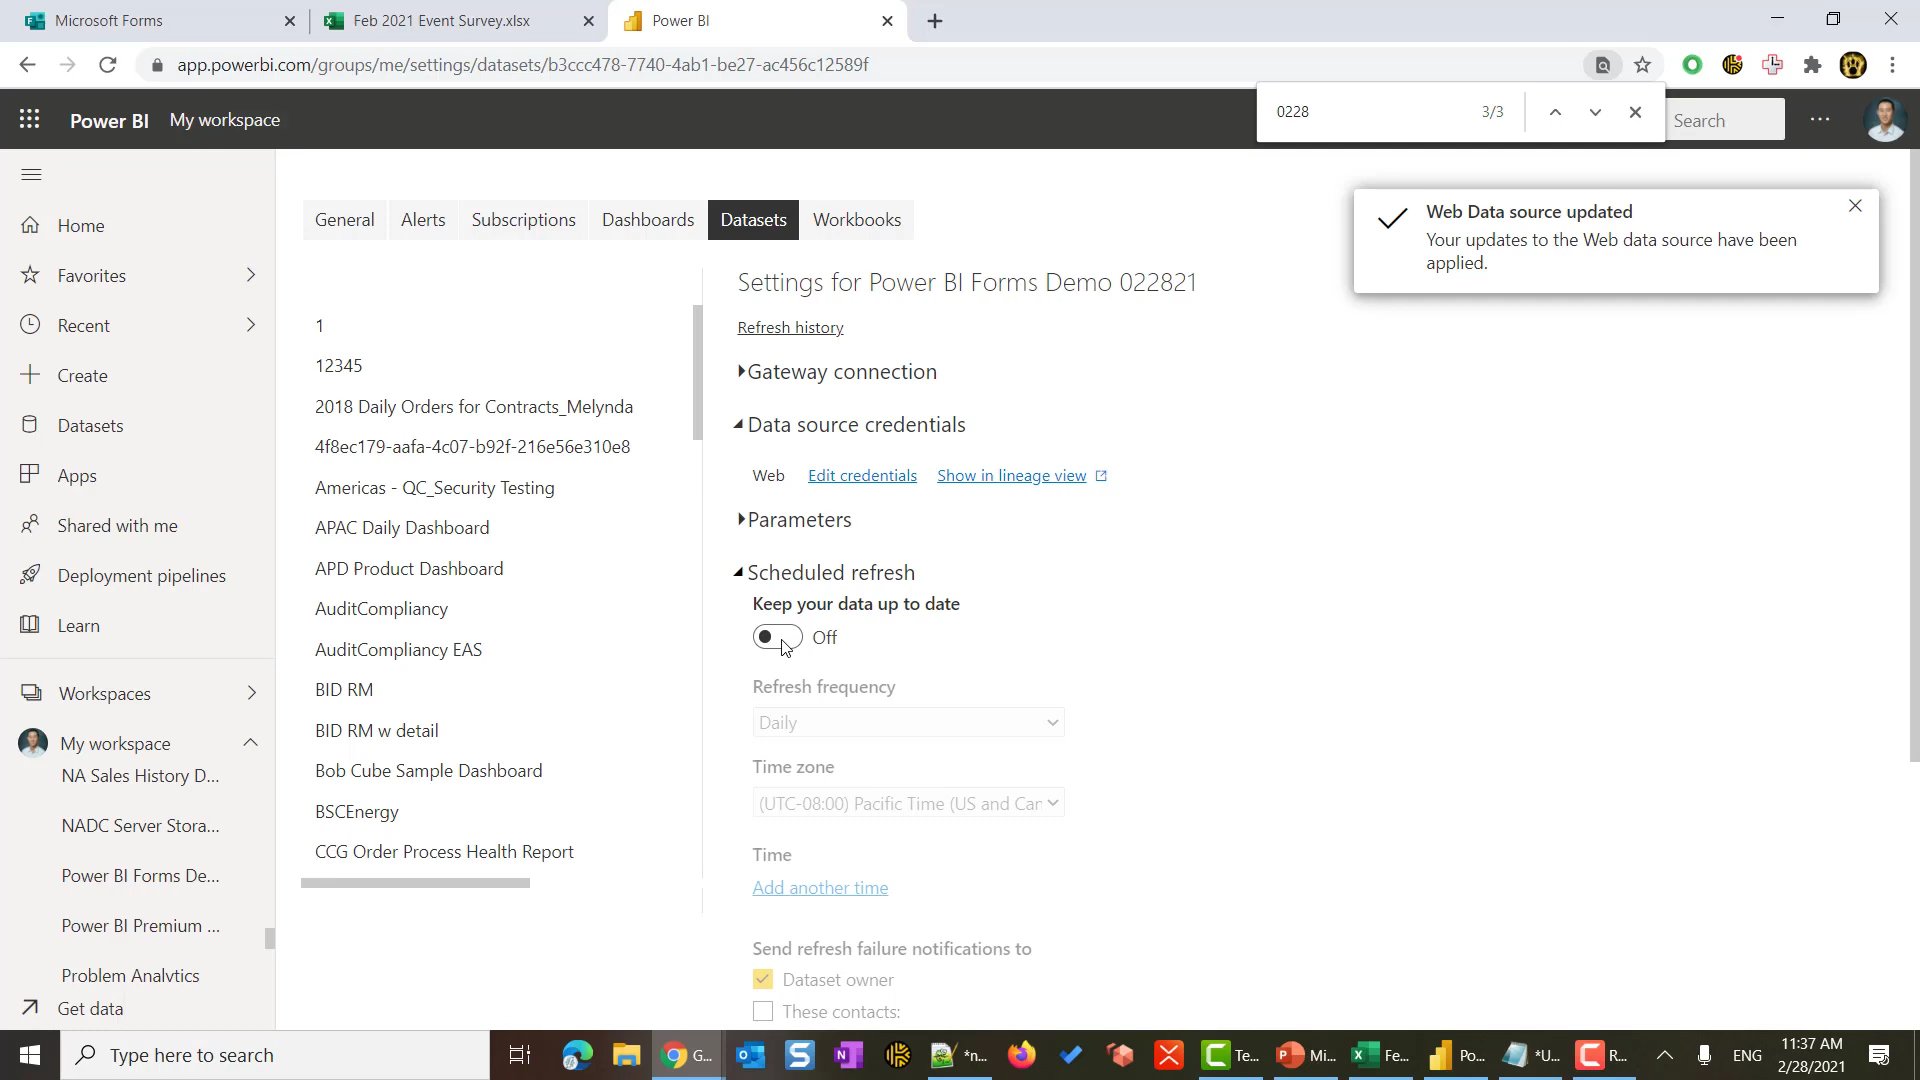 Microsoft Forms
Feb 2021 Event Survey.xlsx
Power BI
app.powerbi.com/groups/me/settings/datasets/b3ccc478-7740-4ab1-be27-ac456c12589f
0228 3/3
Power BI My workspace
Search
Home
Favorites
Recent
Create
Datasets
Apps
Shared with me
Deployment pipelines
Learn
Workspaces
My workspace
NA Sales History D...
NADC Server Stora...
Power BI Forms De...
Power BI Premium ...
Problem Analytics
Get data
General Alerts Subscriptions Dashboards Datasets Workbooks
1
12345
2018 Daily Orders for Contracts_Melynda
4f8ec179-aafa-4c07-b92f-216e56e310e8
Americas - QC_Security Testing
APAC Daily Dashboard
APD Product Dashboard
AuditCompliancy
AuditCompliancy EAS
BID RM
BID RM w detail
Bob Cube Sample Dashboard
BSCEnergy
CCG Order Process Health Report
Settings for Power BI Forms Demo 022821
Refresh history
Gateway connection
Data source credentials
Web Edit credentials Show in lineage view
Parameters
Scheduled refresh
Keep your data up to date
Off
Refresh frequency
Daily
Time zone
(UTC-08:00) Pacific Time (US and Can
Time
Add another time
Send refresh failure notifications to
Dataset owner
These contacts:
Web Data source updated
Your updates to the Web data source have been
applied.
Type here to search
G...
*n...
Te...
Mi...
Fe...
Po...
*U...
R...
ENG
11:37 AM
2/28/2021